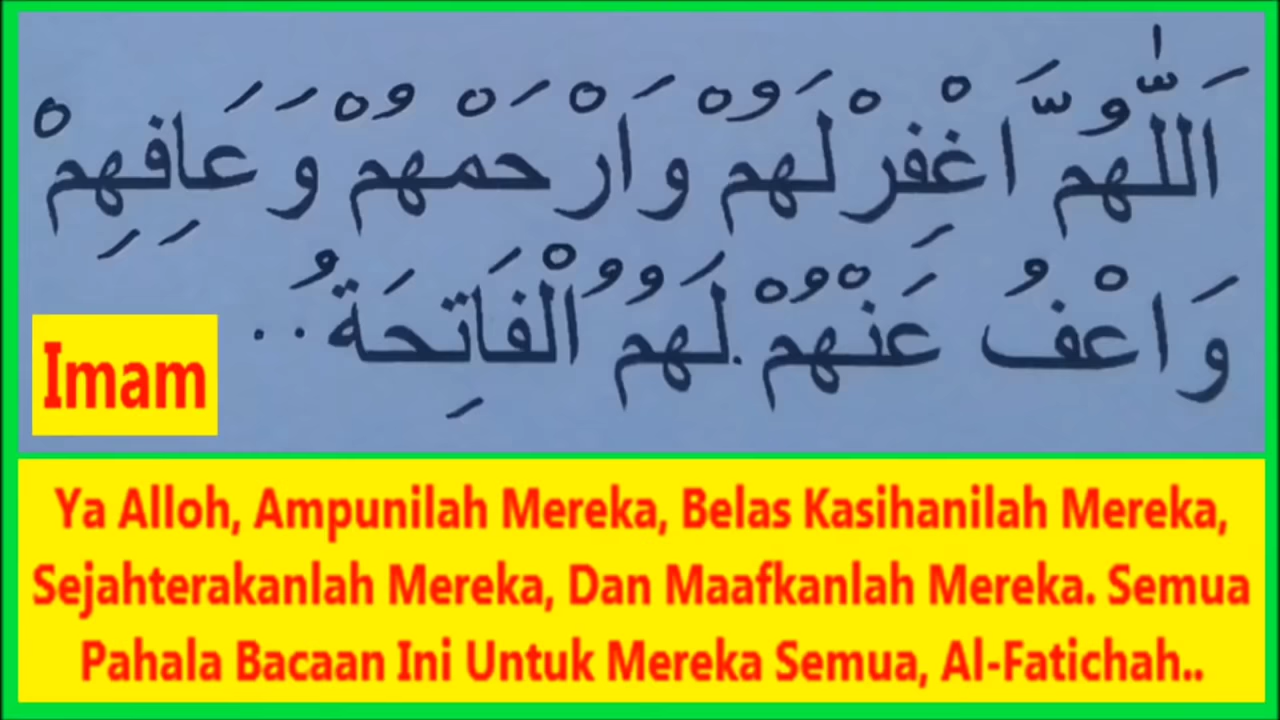 اَللّٰهُمَّ اغْفِرْ لَهُمْ وَارْحَمْهُمْ وَعَافِهِمْ
وَاعْفُ عَنْهُمْ. لَهُمُ الْفَاتِحَةُ..
Imam
Ya Alloh, Ampunilah Mereka, Belas Kasihanilah Mereka,
Sejahterakanlah Mereka, Dan Maafkanlah Mereka. Semua
Pahala Bacaan Ini Untuk Mereka Semua, Al-Fatichah..